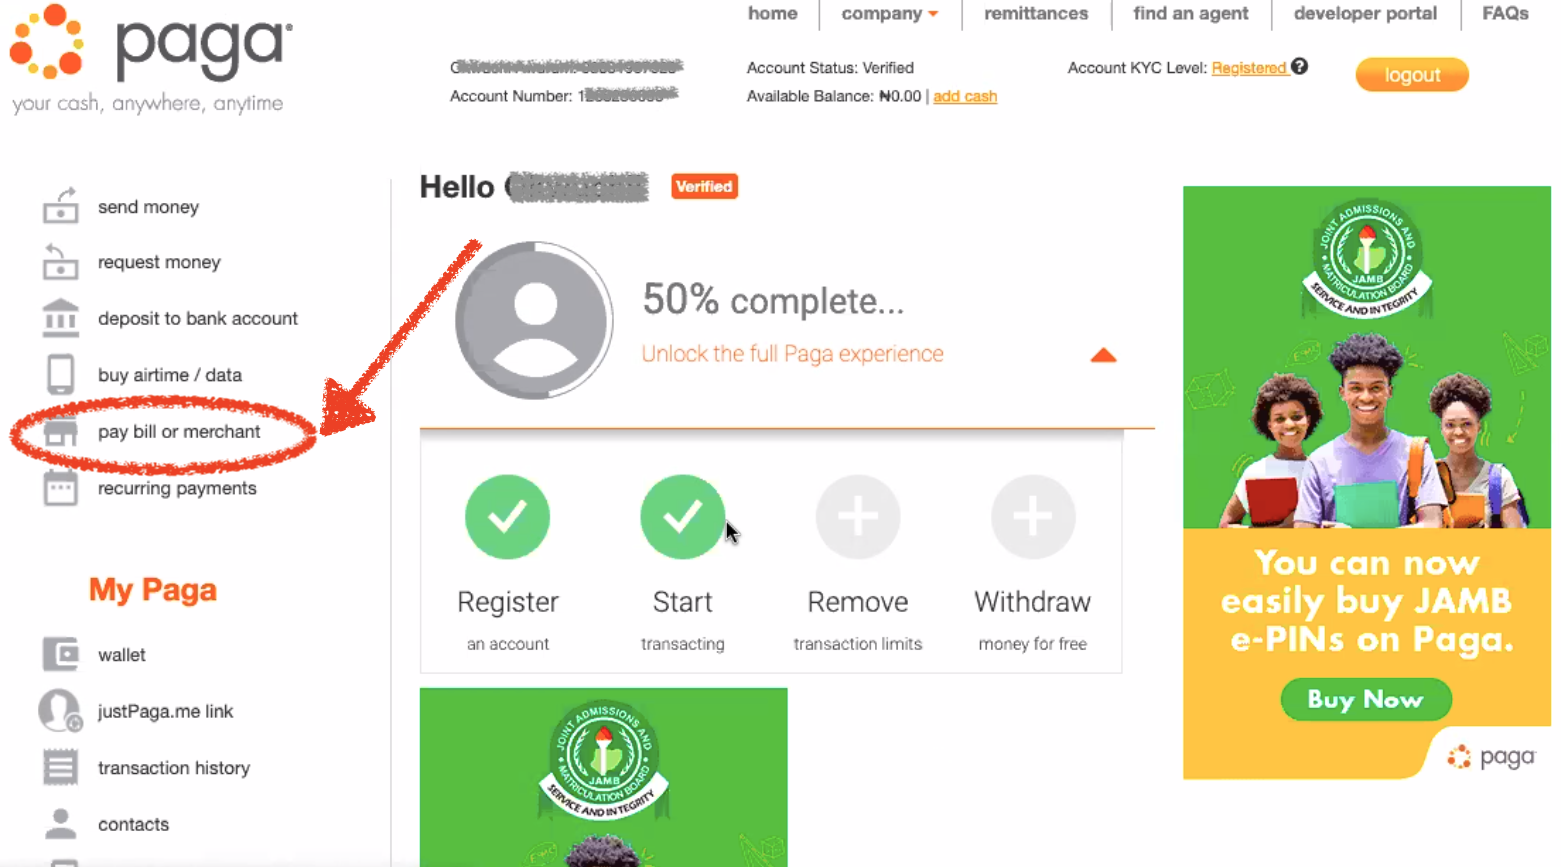 paga
your cash, anywhere, anytime
home
company
remittances
find an agent
developer portal
FAQs
Account Status: Verified
Account KYC Level: Registered
logout
Account Number: 1
Available Balance: ₦0.00 | add cash
Hello
Verified
send money
request money
deposit to bank account
buy airtime / data
pay bill or merchant
recurring payments
My Paga
wallet
justPaga.me link
transaction history
contacts
50% complete...
Unlock the full Paga experience
Register
an account
Start
transacting
Remove
transaction limits
Withdraw
money for free
JOINT ADMISSIONS AND
MATRICULATION BOARD
JAMB
SERVICE AND INTEGRITY
JOINT ADMISSIONS AND
MATRICULATION BOARD
JAMB
SERVICE AND INTEGRITY
You can now
easily buy JAMB
e-PINs on Paga.
Buy Now
paga